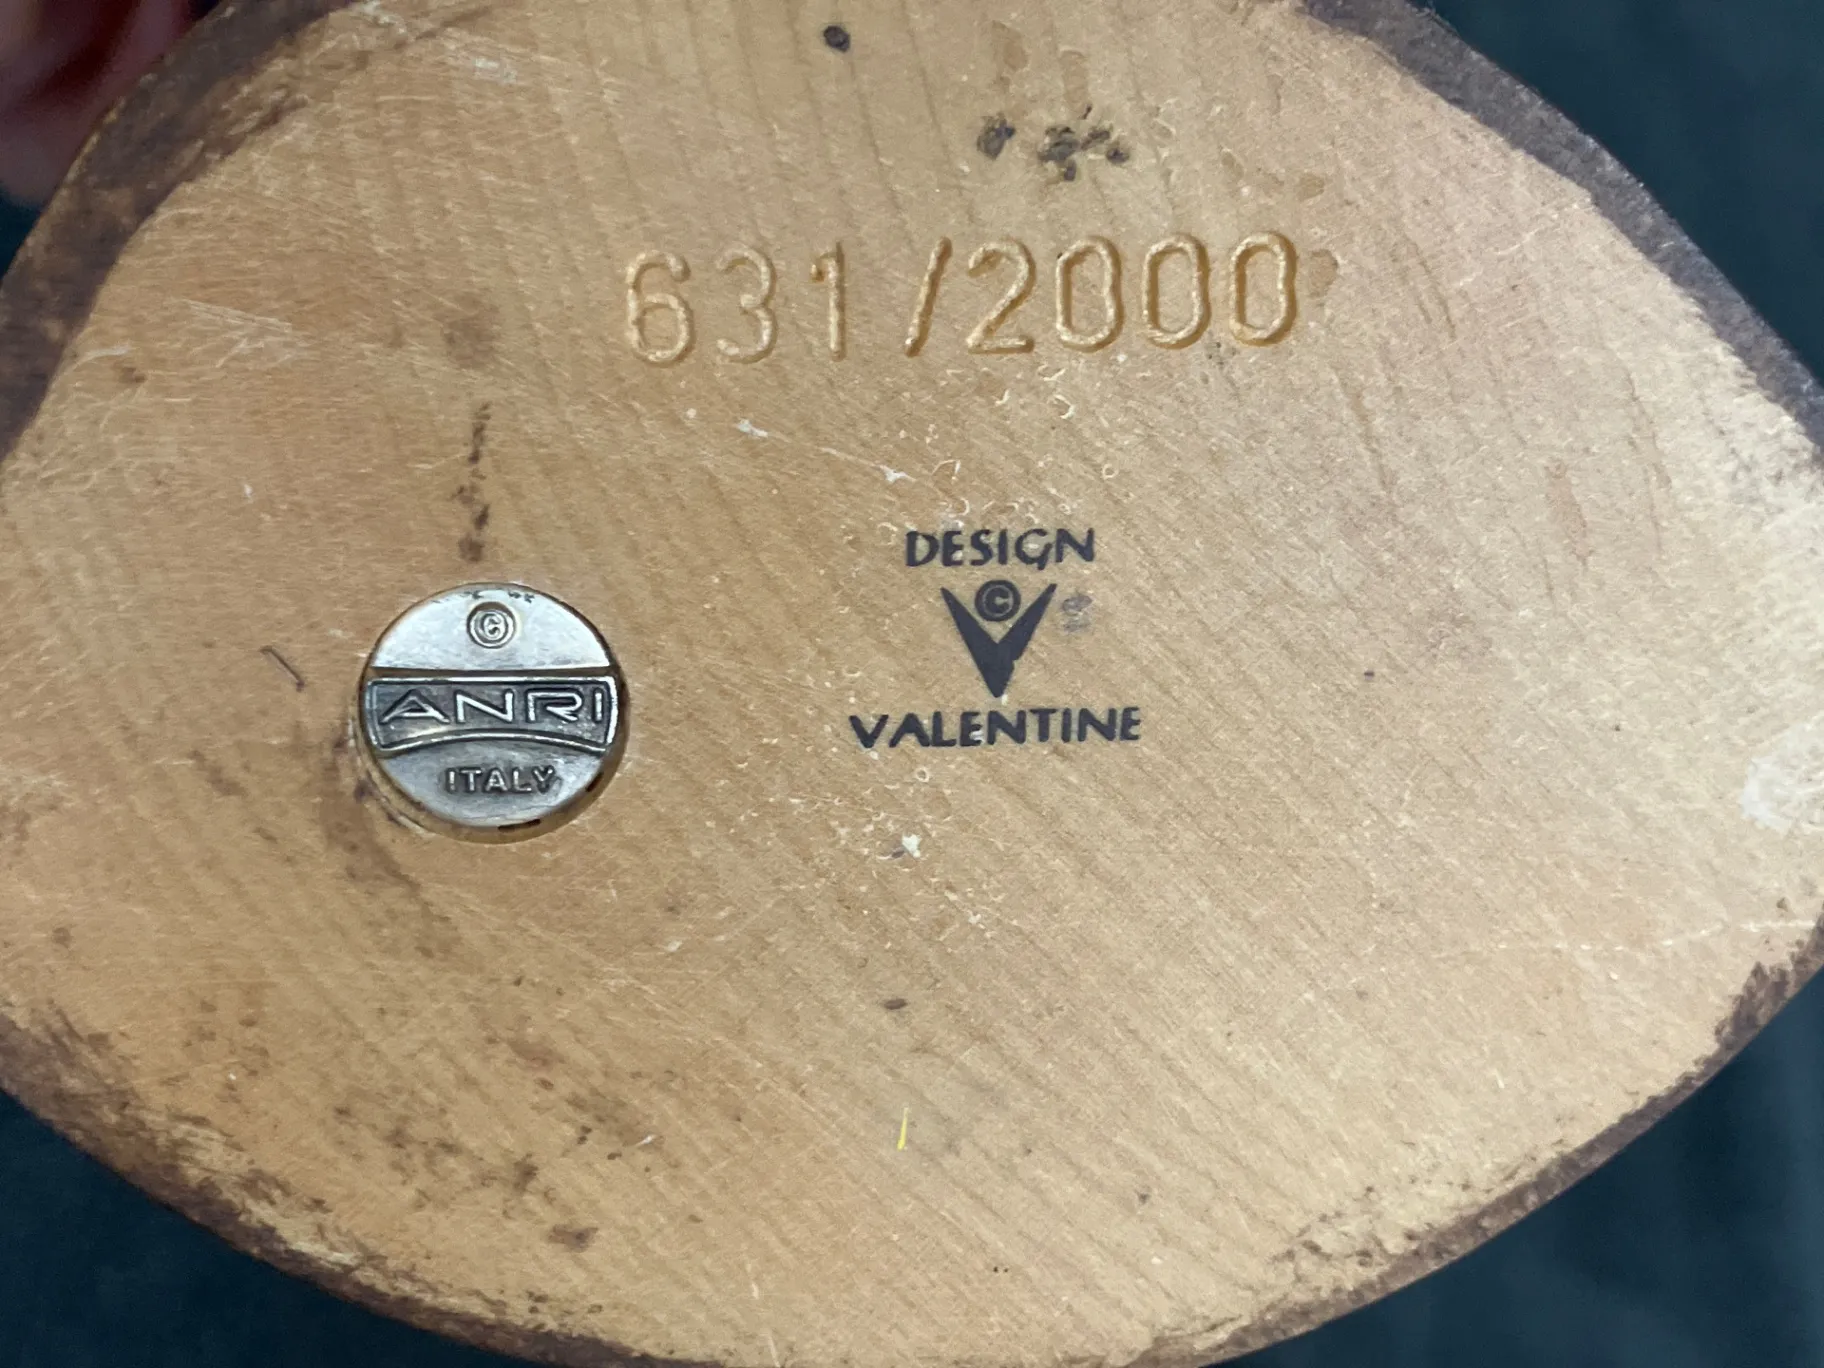 631/2000
DESIGN
©
VALENTINE
©
ANRI
ITALY